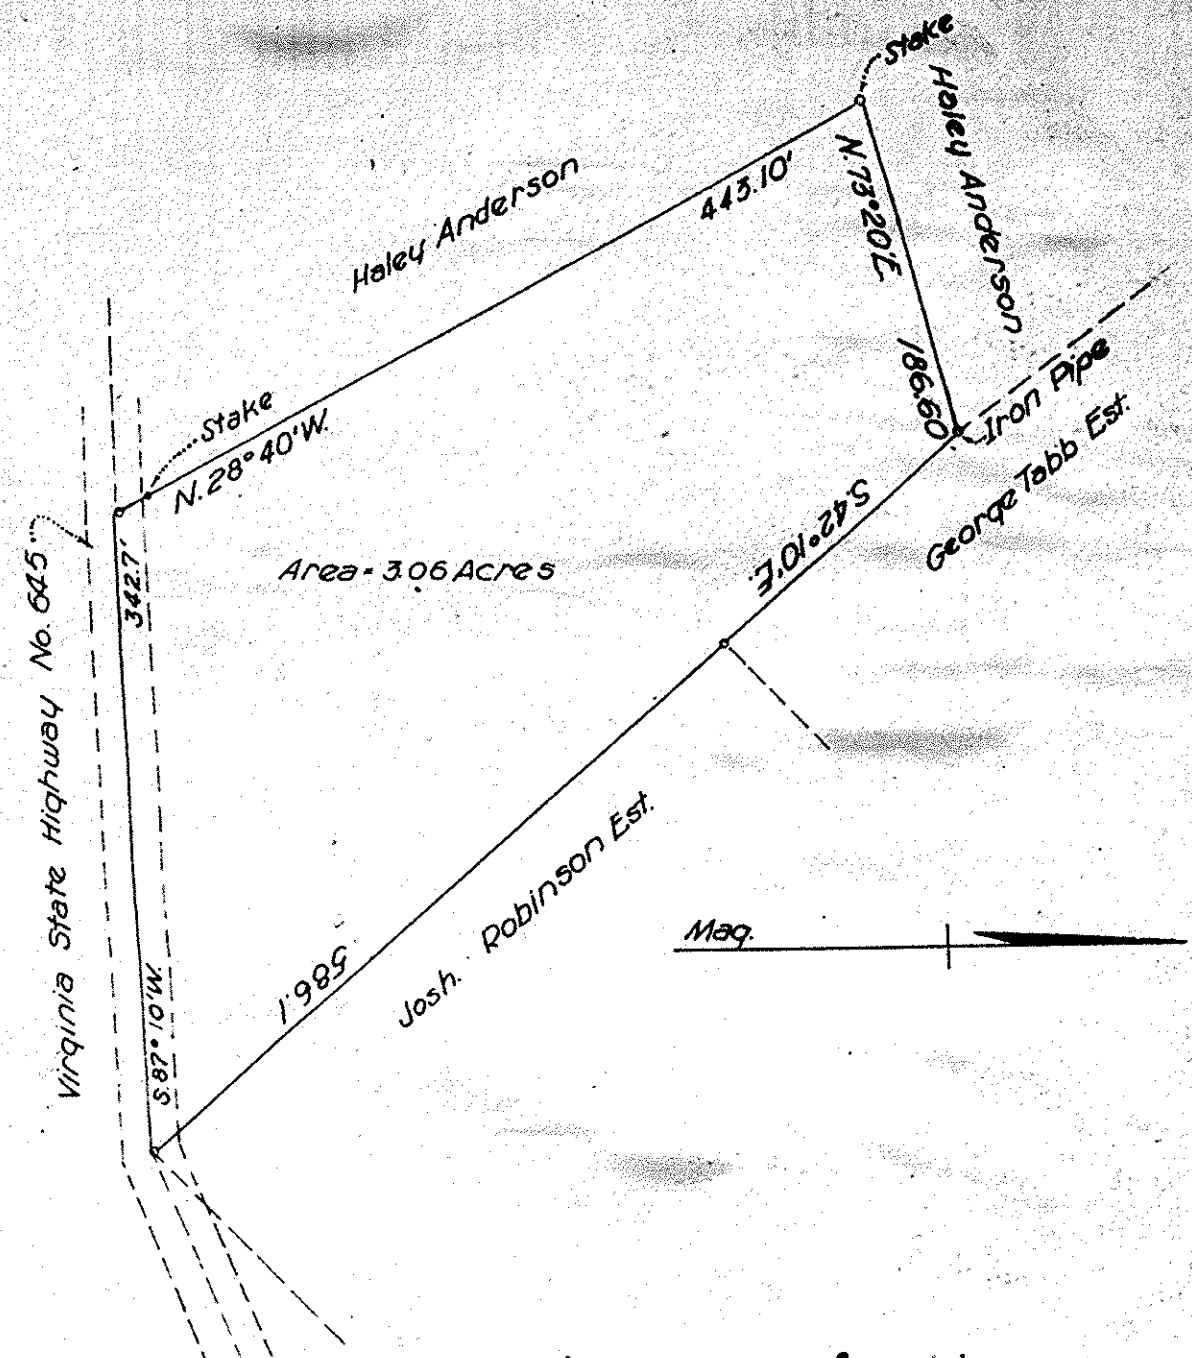 Stake
Haley Anderson
Haley Anderson
443.10'
N.73°20'E.
186.60
Stake
N.28°40'W.
Iron Pipe
George Tabb Est.
S.42°10'E.
Virginia State Highway No. 645
342.7'
Area = 3.06 Acres
S.87°10'W.
586.1
Josh. Robinson Est.
Mag.